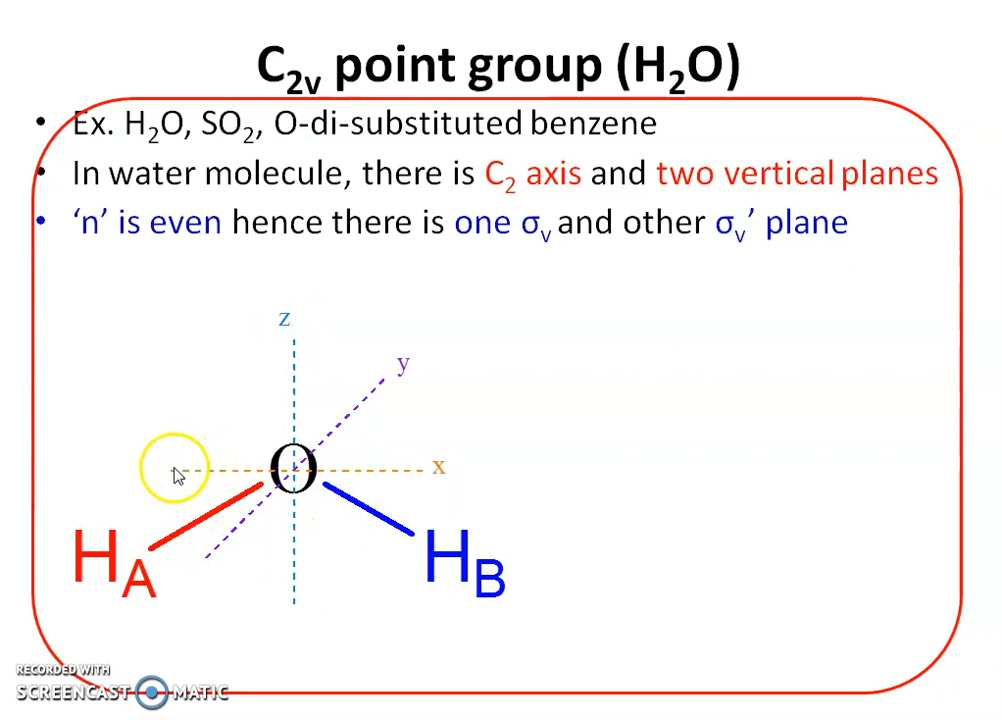 C2v point group (H2O)
• Ex. H2O, SO2, O-di-substituted benzene
• In water molecule, there is C2 axis and two vertical planes
• ‘n’ is even hence there is one σv and other σv’ plane
z
y
O
x
HA
HB
RECORDED WITH
SCREENCAST MATIC